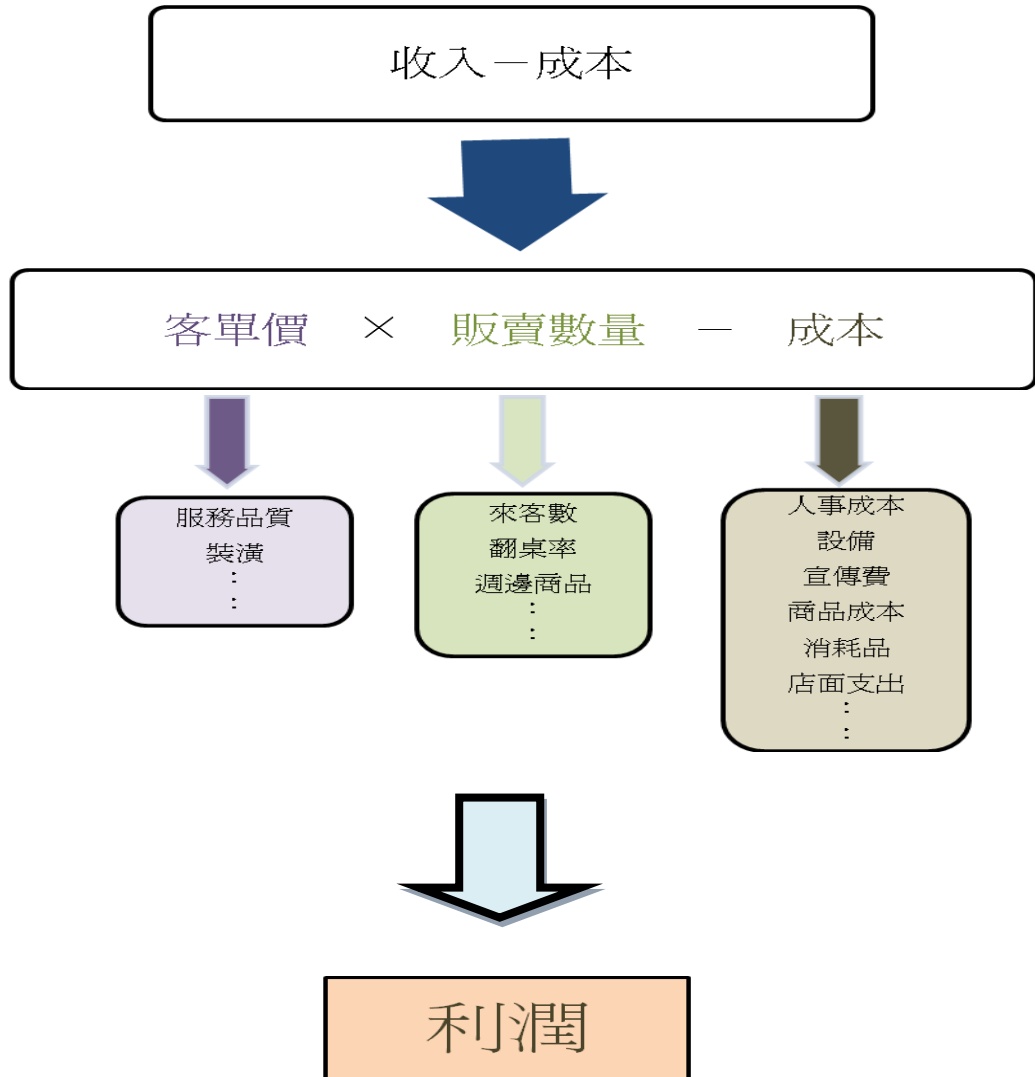 收入－成本
客單價 × 販賣數量 － 成本
服務品質
裝潢
：
：
來客數
翻桌率
週邊商品
：
：
人事成本
設備
宣傳費
商品成本
消耗品
店面支出
：
：
利潤